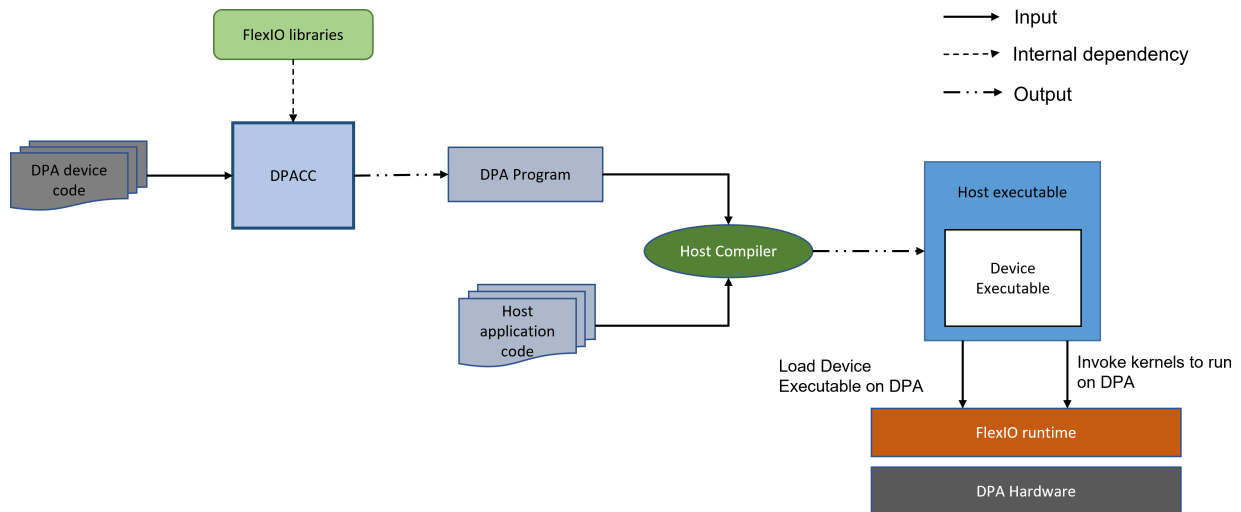 FlexIO libraries
Input
Internal dependency
Output
DPA device
code
DPACC
DPA Program
Host Compiler
Host executable
Device
Executable
Host
application
code
Load Device
Executable on DPA
Invoke kernels to run
on DPA
FlexIO runtime
DPA Hardware